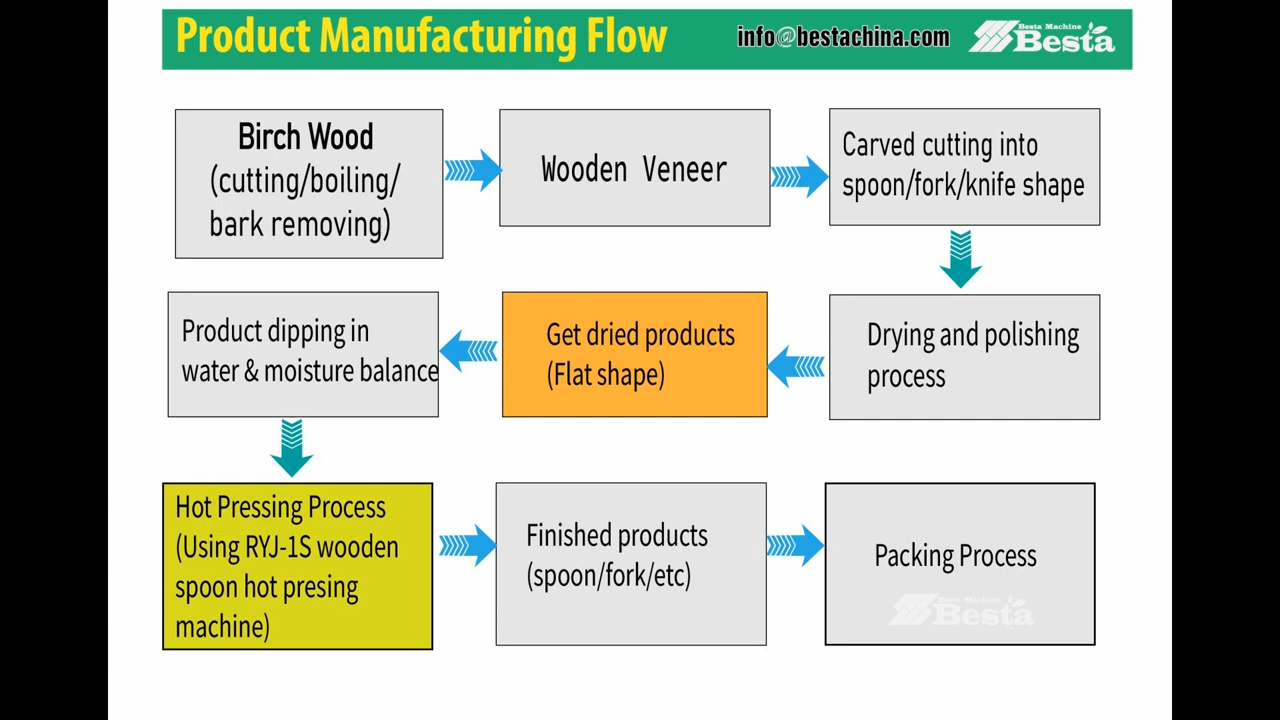 Product Manufacturing Flow
info@bestachina.com
Besta Machine
Besta
Birch Wood
(cutting/boiling/
bark removing)
Wooden Veneer
Carved cutting into
spoon/fork/knife shape
Product dipping in
water & moisture balance
Get dried products
(Flat shape)
Drying and polishing
process
Hot Pressing Process
(Using RYJ-1S wooden
spoon hot presing
machine)
Finished products
(spoon/fork/etc)
Packing Process
Besta Machine
Besta